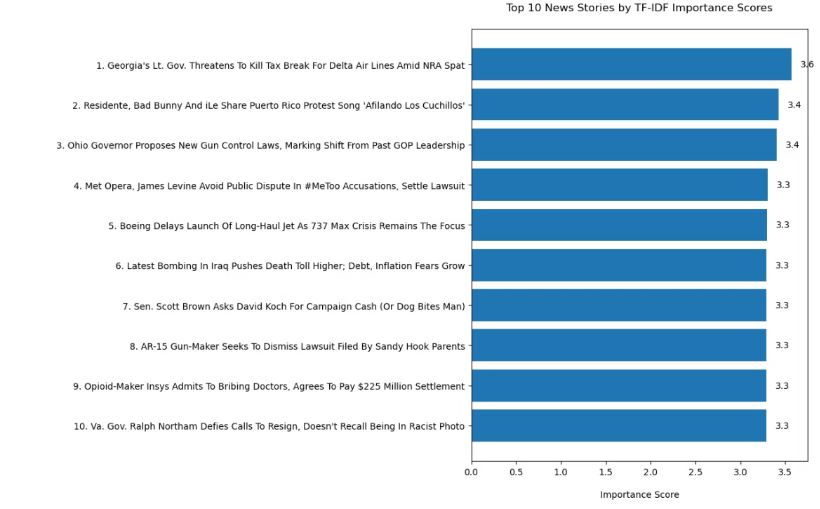 Top 10 News Stories by TF-IDF Importance Scores
1. Georgia's Lt. Gov. Threatens To Kill Tax Break For Delta Air Lines Amid NRA Spat
3.6
2. Residente, Bad Bunny And iLe Share Puerto Rico Protest Song 'Afilando Los Cuchillos'
3.4
3. Ohio Governor Proposes New Gun Control Laws, Marking Shift From Past GOP Leadership
3.4
4. Met Opera, James Levine Avoid Public Dispute In #MeToo Accusations, Settle Lawsuit
3.3
5. Boeing Delays Launch Of Long-Haul Jet As 737 Max Crisis Remains The Focus
3.3
6. Latest Bombing In Iraq Pushes Death Toll Higher; Debt, Inflation Fears Grow
3.3
7. Sen. Scott Brown Asks David Koch For Campaign Cash (Or Dog Bites Man)
3.3
8. AR-15 Gun-Maker Seeks To Dismiss Lawsuit Filed By Sandy Hook Parents
3.3
9. Opioid-Maker Insys Admits To Bribing Doctors, Agrees To Pay $225 Million Settlement
3.3
10. Va. Gov. Ralph Northam Defies Calls To Resign, Doesn't Recall Being In Racist Photo
3.3
0.0 0.5 1.0 1.5 2.0 2.5 3.0 3.5
Importance Score